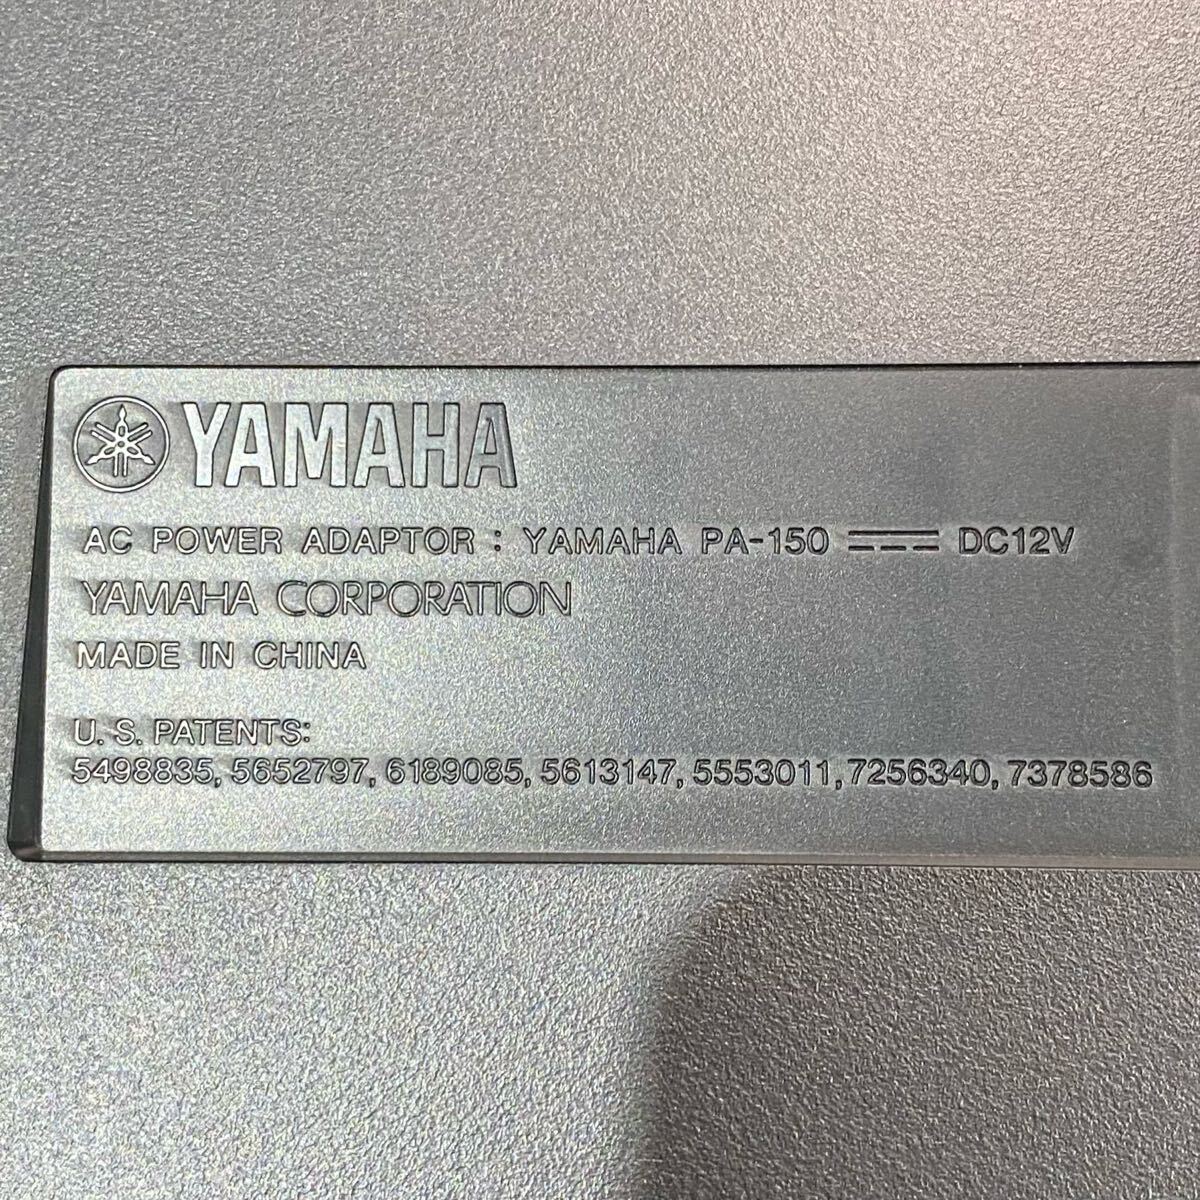 YAMAHA
AC POWER ADAPTOR : YAMAHA PA-150 ⎓ DC12V
YAMAHA CORPORATION
MADE IN CHINA
U. S. PATENTS:
5498835, 5652797, 6189085, 5613147, 5553011, 7256340, 7378586